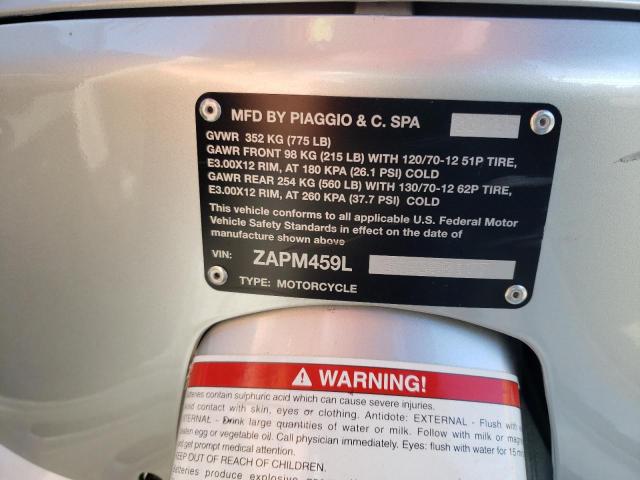 MFD BY PIAGGIO & C. SPA
GVWR 352 KG (775 LB)
GAWR FRONT 98 KG (215 LB) WITH 120/70-12 51P TIRE,
E3.00X12 RIM, AT 180 KPA (26.1 PSI) COLD
GAWR REAR 254 KG (560 LB) WITH 130/70-12 62P TIRE,
E3.00X12 RIM, AT 260 KPA (37.7 PSI) COLD
This vehicle conforms to all applicable U.S. Federal Motor
Vehicle Safety Standards in effect on the date of
manufacture shown above
VIN: ZAPM459L
TYPE: MOTORCYCLE
WARNING!
contain sulphuric acid which can cause severe injuries.
contact with skin, eyes or clothing. Antidote: EXTERNAL - Flush with
- Drink large quantities of water or milk. Follow with milk or
egg or vegetable oil. Call physician immediately. Eyes: flush with water for 15
get prompt medical attention.
KEEP OUT OF REACH OF CHILDREN.
produce explosive